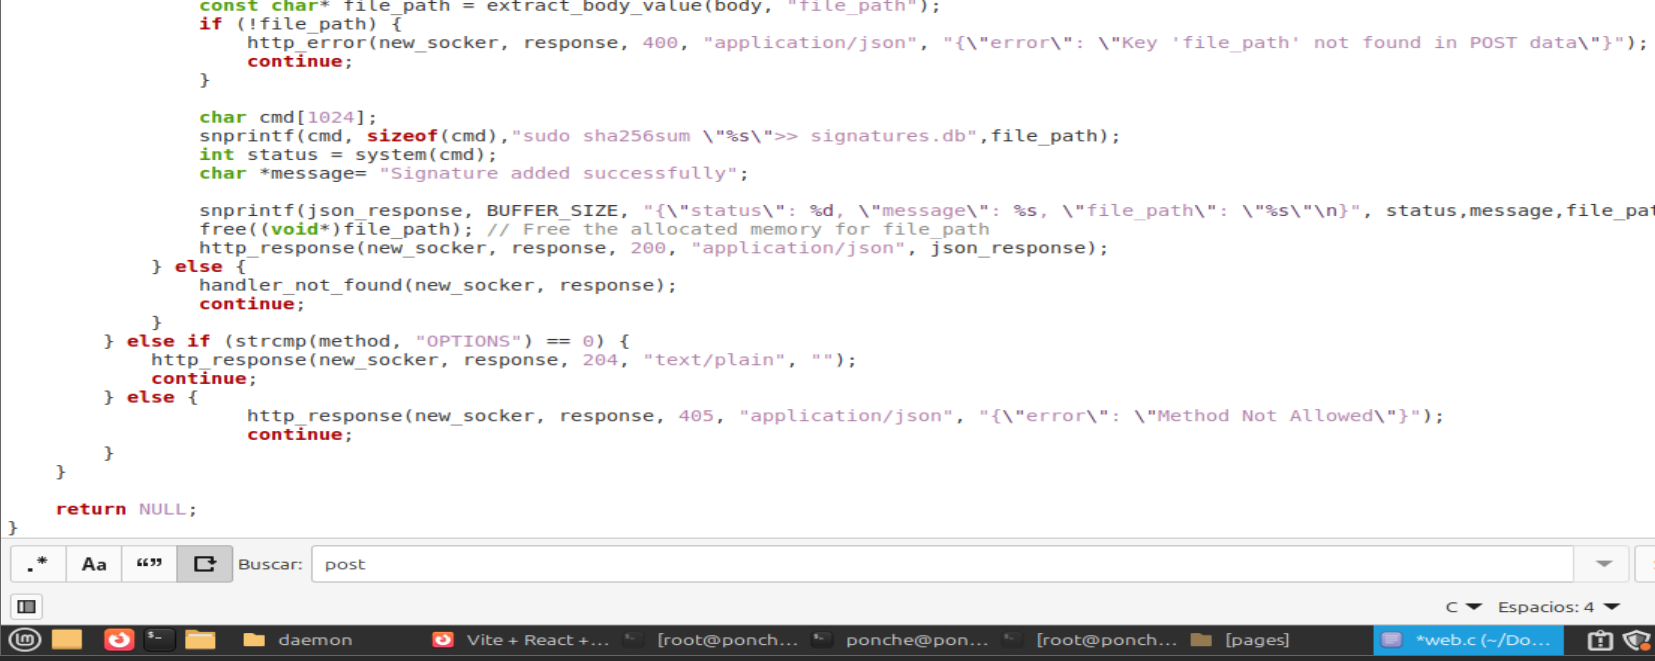 const char* file_path = extract_body_value(body, "file_path");
if (!file_path) {
http_error(new_socker, response, 400, "application/json", "{\"error\": \"Key 'file_path' not found in POST data\"}");
continue;
}
char cmd[1024];
snprintf(cmd, sizeof(cmd),"sudo sha256sum \"%s\">> signatures.db",file_path);
int status = system(cmd);
char *message= "Signature added successfully";
snprintf(json_response, BUFFER_SIZE, "{\"status\": %d, \"message\": %s, \"file_path\": \"%s\"\n}", status,message,file_pat
free((void*)file_path); // Free the allocated memory for file_path
http_response(new_socker, response, 200, "application/json", json_response);
} else {
handler_not_found(new_socker, response);
continue;
}
} else if (strcmp(method, "OPTIONS") == 0) {
http_response(new_socker, response, 204, "text/plain", "");
continue;
} else {
http_response(new_socker, response, 405, "application/json", "{\"error\": \"Method Not Allowed\"}");
continue;
}
}
return NULL;
}
.* Aa “” Buscar: post
C Espacios: 4
daemon Vite + React +... [root@ponch... ponche@pon... [root@ponch... [pages] *web.c (~/Do...